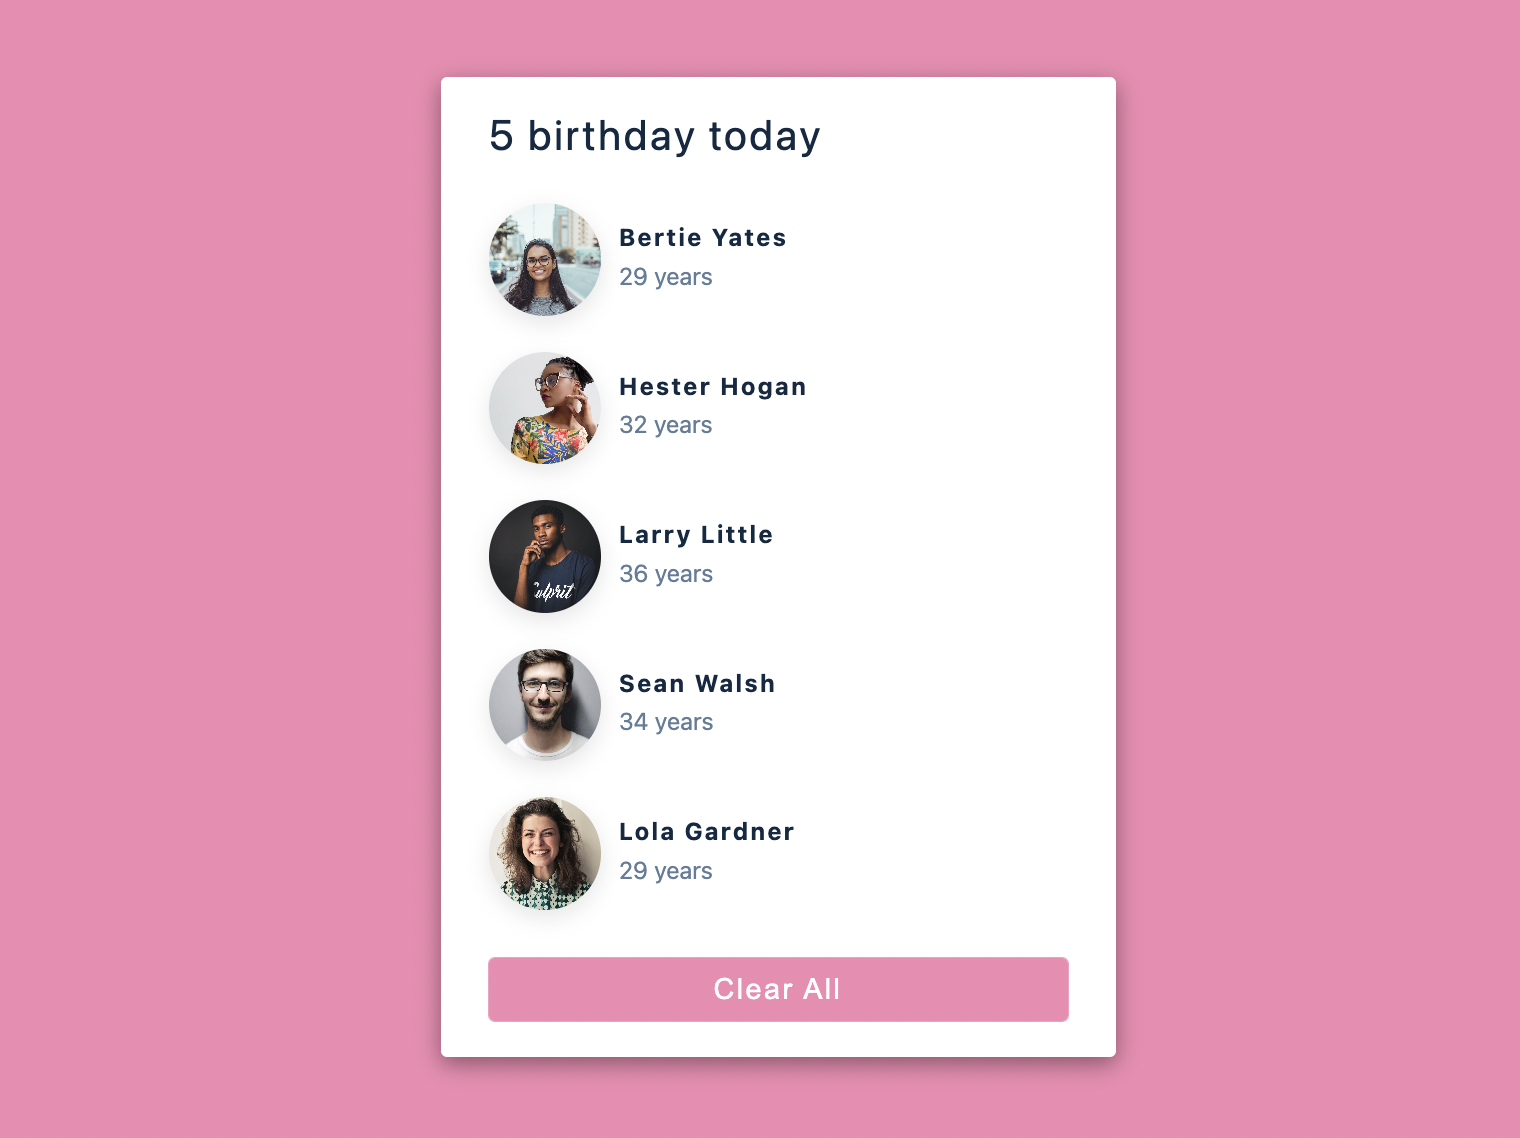 5 birthday today
Bertie Yates
29 years
Hester Hogan
32 years
Larry Little
36 years
Sean Walsh
34 years
Lola Gardner
29 years
Clear All